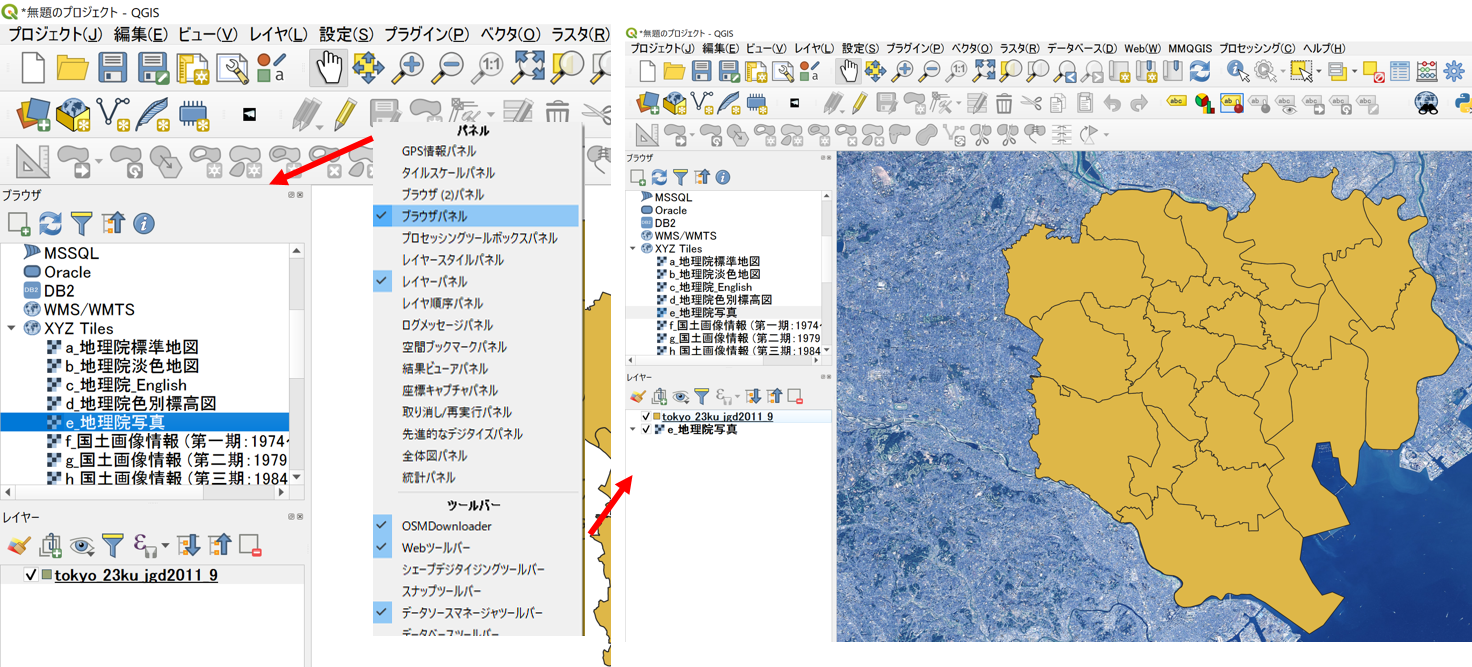 *無題のプロジェクト - QGIS
プロジェクト(J) 編集(E) ビュー(V) レイヤ(L) 設定(S) プラグイン(P) ベクタ(O) ラスタ(R)
パネル
GPS情報パネル
タイルスケールパネル
ブラウザ (2)パネル
ブラウザパネル
プロセッシングツールボックスパネル
レイヤースタイルパネル
レイヤーパネル
レイヤ順序パネル
ログメッセージパネル
空間ブックマークパネル
結果ビューアパネル
座標キャプチャパネル
取り消し/再実行パネル
先進的なデジタイズパネル
全体図パネル
統計パネル
ツールバー
OSMDownloader
Webツールバー
シェープデジタイジングツールバー
スナップツールバー
データソースマネージャツールバー
データベースツールバー
ブラウザ
MSSQL
Oracle
DB2
WMS/WMTS
XYZ Tiles
a_地理院標準地図
b_地理院淡色地図
c_地理院_English
d_地理院色別標高図
e_地理院写真
f_国土画像情報 (第一期:1974
g_国土画像情報 (第二期:1979
h 国土画像情報 (第三期:1984
レイヤー
tokyo_23ku_jgd2011_9
*無題のプロジェクト - QGIS
プロジェクト(J) 編集(E) ビュー(V) レイヤ(L) 設定(S) プラグイン(P) ベクタ(O) ラスタ(R) データベース(D) Web(W) MMQGIS プロセッシング(C) ヘルプ(H)
ブラウザ
MSSQL
Oracle
DB2
WMS/WMTS
XYZ Tiles
a_地理院標準地図
b_地理院淡色地図
c_地理院_English
d_地理院色別標高図
e_地理院写真
f_国土画像情報 (第一期:1974
g_国土画像情報 (第二期:1979
h 国土画像情報 (第三期:1984
レイヤー
tokyo_23ku_jgd2011_9
e_地理院写真